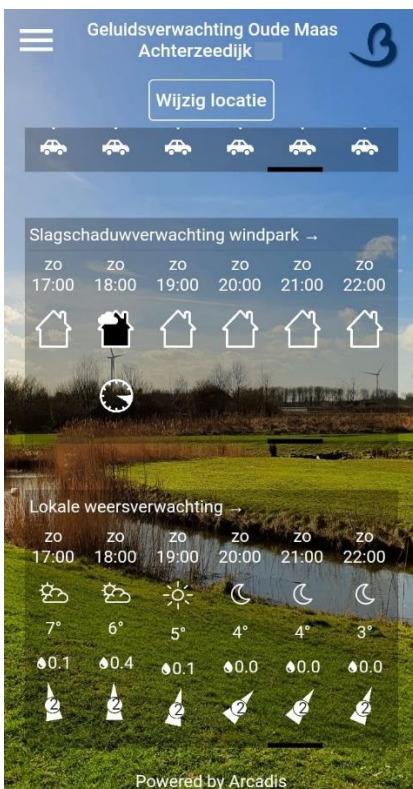 Geluidsverwachting Oude Maas
Achterzeedijk
Wijzig locatie
Slagschaduwverwachting windpark →
zo zo zo zo zo zo
17:00 18:00 19:00 20:00 21:00 22:00
Lokale weersverwachting →
zo zo zo zo zo zo
17:00 18:00 19:00 20:00 21:00 22:00
7° 6° 5° 4° 4° 3°
0.1 0.4 0.1 0.0 0.0 0.0
2 2 2 2 2 2
Powered by Arcadis